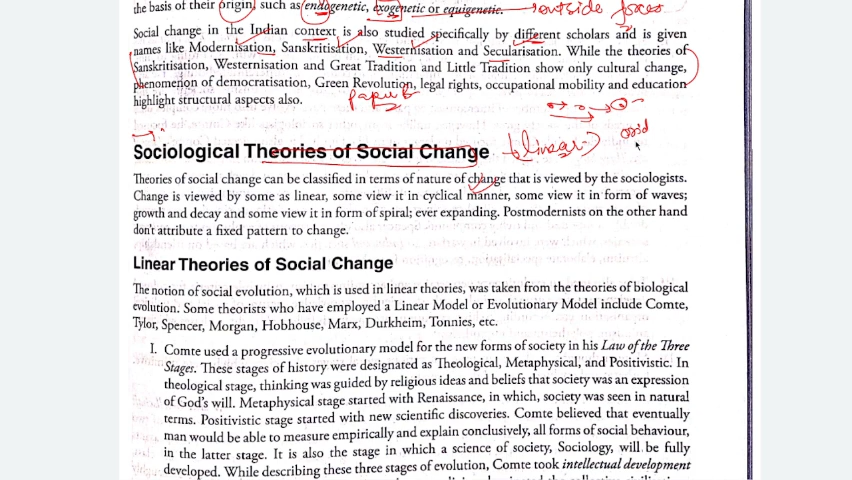 the basis of their origin, such as endogenetic, exogenetic or equigenetic. outside forces
Social change in the Indian context is also studied specifically by different scholars and is given
names like Modernisation, Sanskritisation, Westernisation and Secularisation. While the theories of
Sanskritisation, Westernisation and Great Tradition and Little Tradition show only cultural change,
phenomenon of democratisation, Green Revolution, legal rights, occupational mobility and education
highlight structural aspects also.
Sociological Theories of Social Change (linear)
Theories of social change can be classified in terms of nature of change that is viewed by the sociologists.
Change is viewed by some as linear, some view it in cyclical manner, some view it in form of waves;
growth and decay and some view it in form of spiral; ever expanding. Postmodernists on the other hand
don't attribute a fixed pattern to change.
Linear Theories of Social Change
The notion of social evolution, which is used in linear theories, was taken from the theories of biological
evolution. Some theorists who have employed a Linear Model or Evolutionary Model include Comte,
Tylor, Spencer, Morgan, Hobhouse, Marx, Durkheim, Tonnies, etc.
I. Comte used a progressive evolutionary model for the new forms of society in his Law of the Three
Stages. These stages of history were designated as Theological, Metaphysical, and Positivistic. In
theological stage, thinking was guided by religious ideas and beliefs that society was an expression
of God's will. Metaphysical stage started with Renaissance, in which, society was seen in natural
terms. Positivistic stage started with new scientific discoveries. Comte believed that eventually
man would be able to measure empirically and explain conclusively, all forms of social behaviour,
in the latter stage. It is also the stage in which a science of society, Sociology, will be fully
developed. While describing these three stages of evolution, Comte took intellectual development